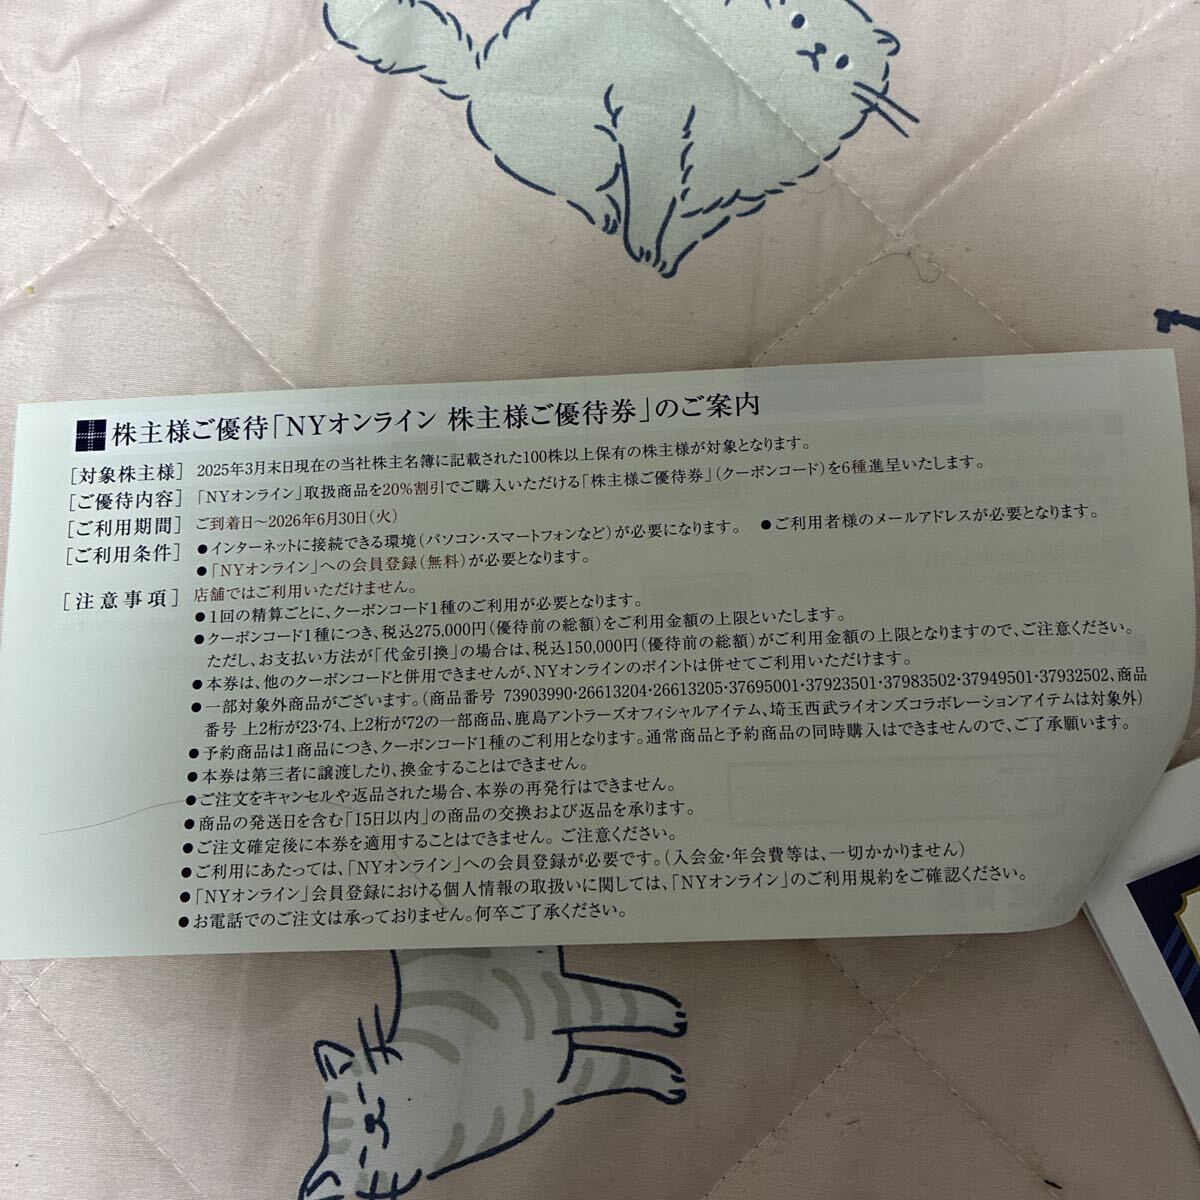 株主様ご優待「NYオンライン 株主様ご優待券」のご案内
[対象株主様] 2025年3月末日現在の当社株主名簿に記載された100株以上保有の株主様が対象となります。
[ご優待内容] 「NYオンライン」取扱商品を20%割引でご購入いただける「株主様ご優待券」(クーポンコード)を6種進呈いたします。
[ご利用期間] ご到着日~2026年6月30日(火)
[ご利用条件] ●インターネットに接続できる環境(パソコン・スマートフォンなど)が必要になります。 ●ご利用者様のメールアドレスが必要となります。
●「NYオンライン」への会員登録(無料)が必要となります。
[注意事項] 店舗ではご利用いただけません。
●1回の精算ごとに、クーポンコード1種のご利用が必要となります。
●クーポンコード1種につき、税込275,000円(優待前の総額)をご利用金額の上限といたします。
ただし、お支払い方法が「代金引換」の場合は、税込150,000円(優待前の総額)がご利用金額の上限となりますので、ご注意ください。
●本券は、他のクーポンコードと併用できませんが、NYオンラインのポイントは併せてご利用いただけます。
●一部対象外商品がございます。(商品番号 73903990・26613204・26613205・37695001・37923501・37983502・37949501・37932502、商品
番号 上2桁が23・74、上2桁が72の一部商品、鹿島アントラーズオフィシャルアイテム、埼玉西武ライオンズコラボレーションアイテムは対象外)
●予約商品は1商品につき、クーポンコード1種のご利用となります。通常商品と予約商品の同時購入はできませんので、ご了承願います。
●本券は第三者に譲渡したり、換金することはできません。
●ご注文をキャンセルや返品された場合、本券の再発行はできません。
●商品の発送日を含む「15日以内」の商品の交換および返品を承ります。
●ご注文確定後に本券を適用することはできません。ご注意ください。
●ご利用にあたっては、「NYオンライン」への会員登録が必要です。(入会金・年会費等は、一切かかりません)
●「NYオンライン」会員登録における個人情報の取扱いに関しては、「NYオンライン」のご利用規約をご確認ください。
●お電話でのご注文は承っておりません。何卒ご了承ください。